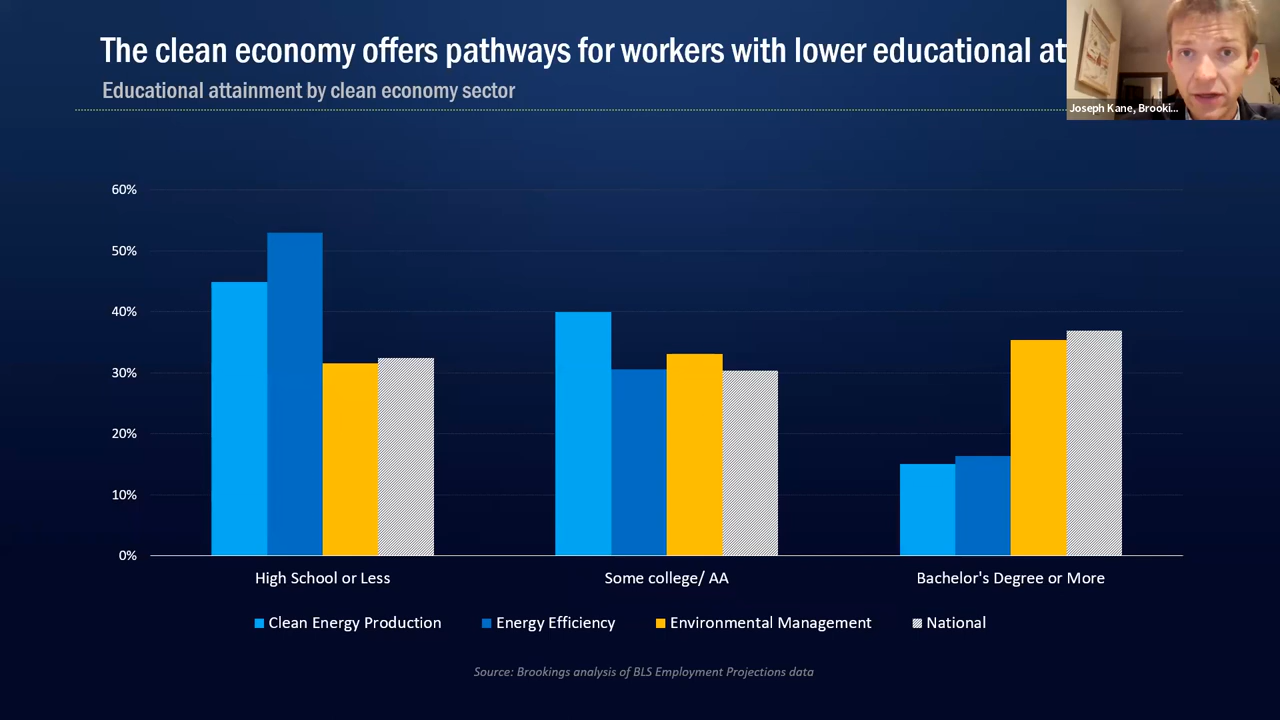 The clean economy offers pathways for workers with lower educational at
Educational attainment by clean economy sector
Joseph Kane, Brooki...
60%
50%
40%
30%
20%
10%
0%
High School or Less
Some college/ AA
Bachelor's Degree or More
Clean Energy Production
Energy Efficiency
Environmental Management
National
Source: Brookings analysis of BLS Employment Projections data